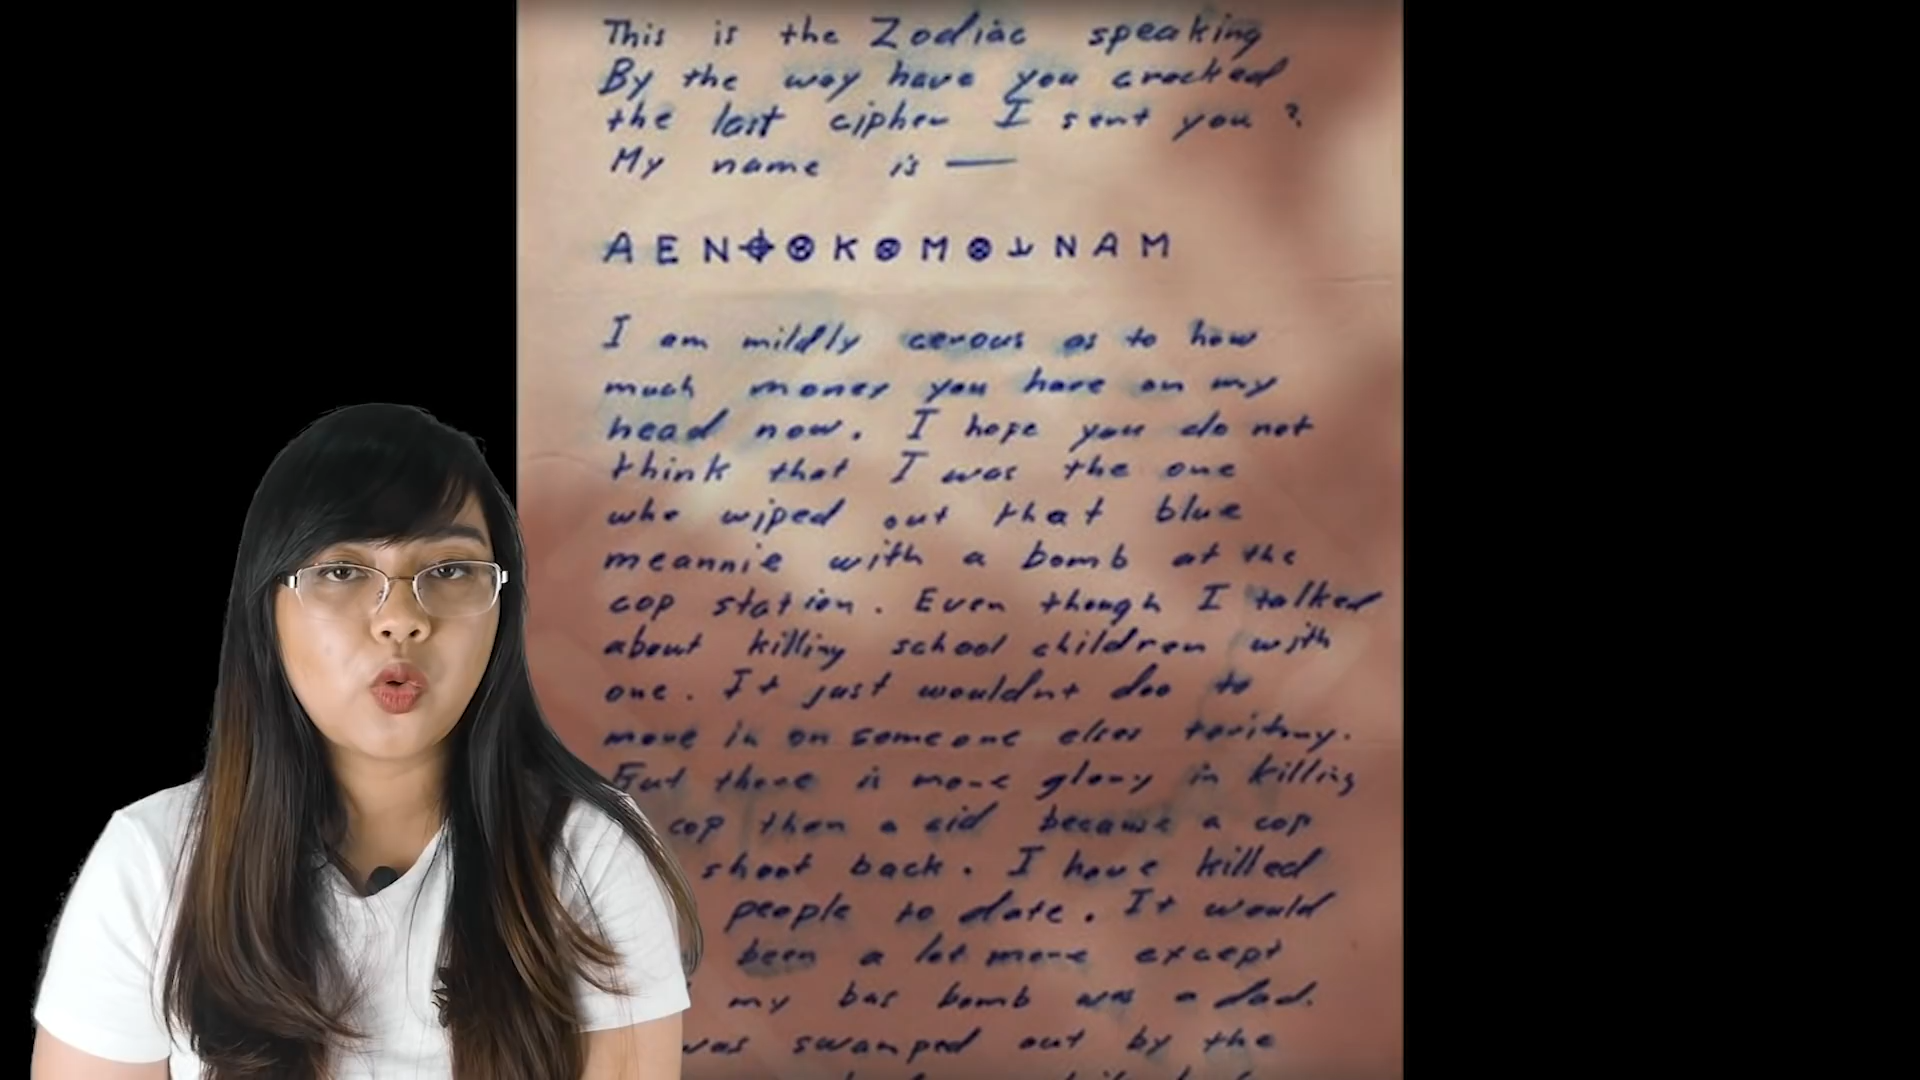 This is the Zodiac speaking
By the way have you cracked
the last cipher I sent you?
My name is —
A E N ⌖ ⊗ K ⊗ M ⊗ ⅃ N A M
I am mildly cerous as to how
much money you have on my
head now. I hope you do not
think that I was the one
who wiped out that blue
meannie with a bomb at the
cop station. Even though I talked
about killing school children with
one. It just wouldnt doo to
move in on someone elses teritory.
But there is more glory in killing
cop than a cid because a cop
shoot back. I have killed
people to date. It would
been a lot more except
my bus bomb was a dad.
was swamped out by the